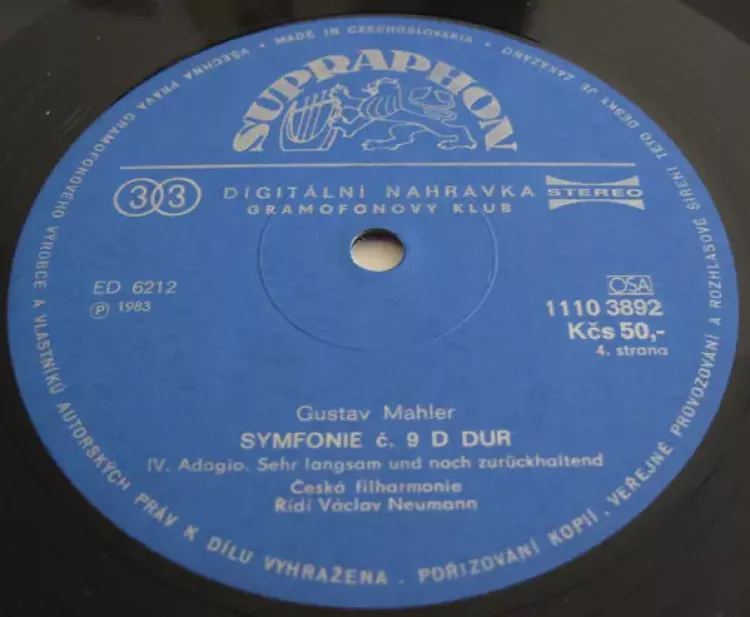 VŠECHNA PRÁVA GRAMOFONOVÉHO VÝROBCE A VLASTNÍKŮ AUTORSKÝCH PRÁV K DÍLU VYHRAŽENA. POŘIZOVÁNÍ KOPIÍ. VEŘEJNÉ PROVOZOVÁNÍ A ROZHLASOVÉ ŠÍŘENÍ TÉTO DESKY JE ZAKÁZÁNO
• MADE IN CZECHOSLOVAKIA •
SUPRAPHON
33 DIGITÁLNÍ NAHRÁVKA STEREO
GRAMOFONOVÝ KLUB
ED 6212
℗ 1983
OSA
1110 3892
Kčs 50,-
4. strana
Gustav Mahler
SYMFONIE č. 9 D DUR
IV. Adagio. Sehr langsam und noch zurückhaltend
Česká filharmonie
Řídí Václav Neumann